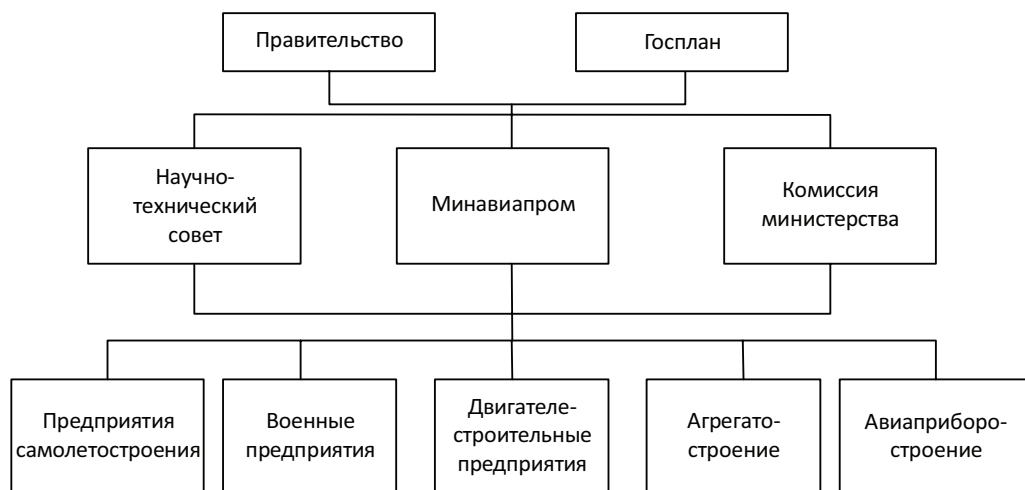 Правительство
Госплан
Научно-
технический
совет
Минавиапром
Комиссия
министерства
Предприятия
самолетостроения
Военные
предприятия
Двигателе-
строительные
предприятия
Агрегато-
строение
Авиаприборо-
строение